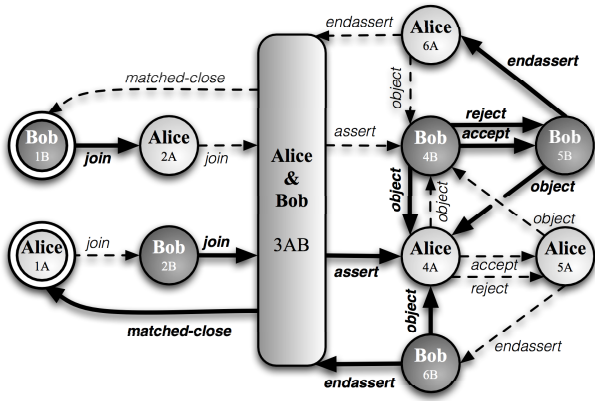 endassert
Alice
6A
endassert
object
matched-close
Bob
1B
join
Alice
2A
join
Alice
&
Bob
3AB
assert
Bob
4B
reject
accept
Bob
5B
object
object
object
object
Alice
1A
join
Bob
2B
join
assert
Alice
4A
accept
reject
Alice
5A
matched-close
object
endassert
Bob
6B
endassert